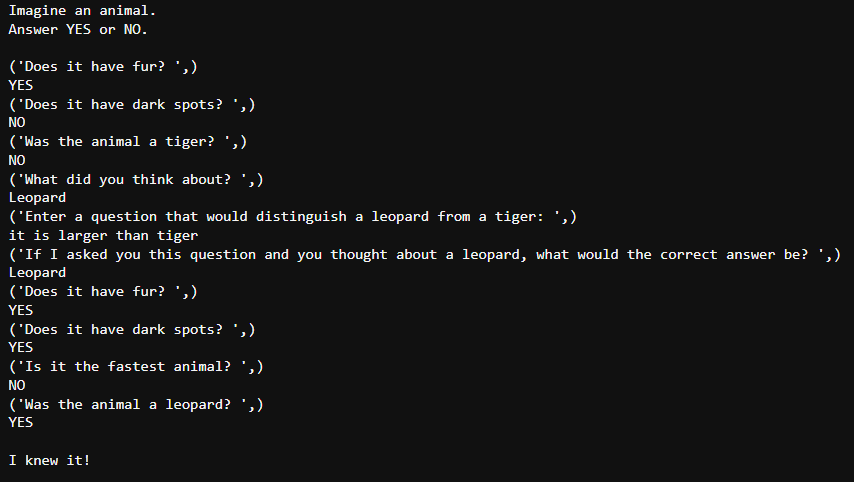 Imagine an animal.
Answer YES or NO.
('Does it have fur? ',)
YES
('Does it have dark spots? ',)
NO
('Was the animal a tiger? ',)
NO
('What did you think about? ',)
Leopard
('Enter a question that would distinguish a leopard from a tiger: ',)
it is larger than tiger
('If I asked you this question and you thought about a leopard, what would the correct answer be? ',)
Leopard
('Does it have fur? ',)
YES
('Does it have dark spots? ',)
YES
('Is it the fastest animal? ',)
NO
('Was the animal a leopard? ',)
YES
I knew it!